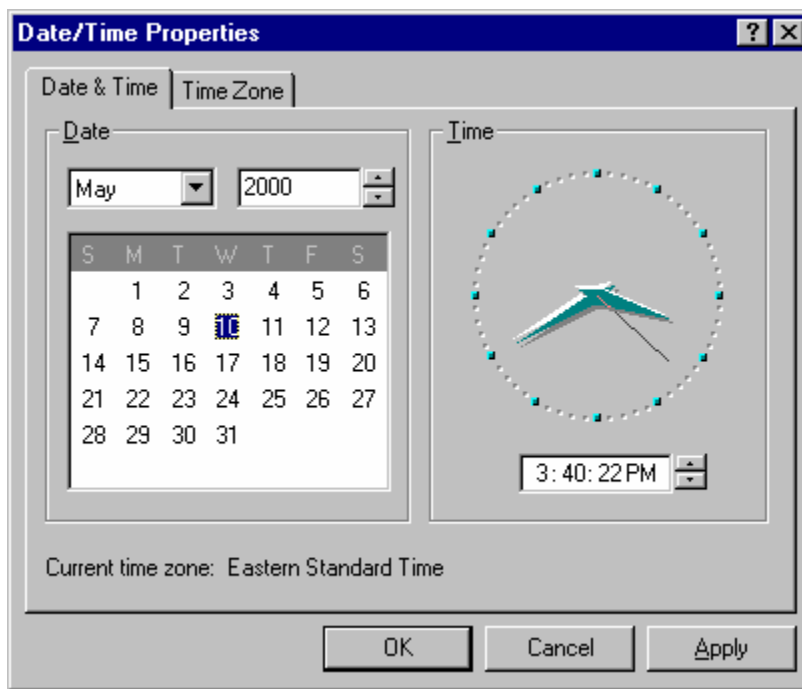 Date/Time Properties
Date & Time Time Zone
Date
May 2000
S M T W T F S
1 2 3 4 5 6
7 8 9 10 11 12 13
14 15 16 17 18 19 20
21 22 23 24 25 26 27
28 29 30 31
Time
3:40:22 PM
Current time zone: Eastern Standard Time
OK Cancel Apply